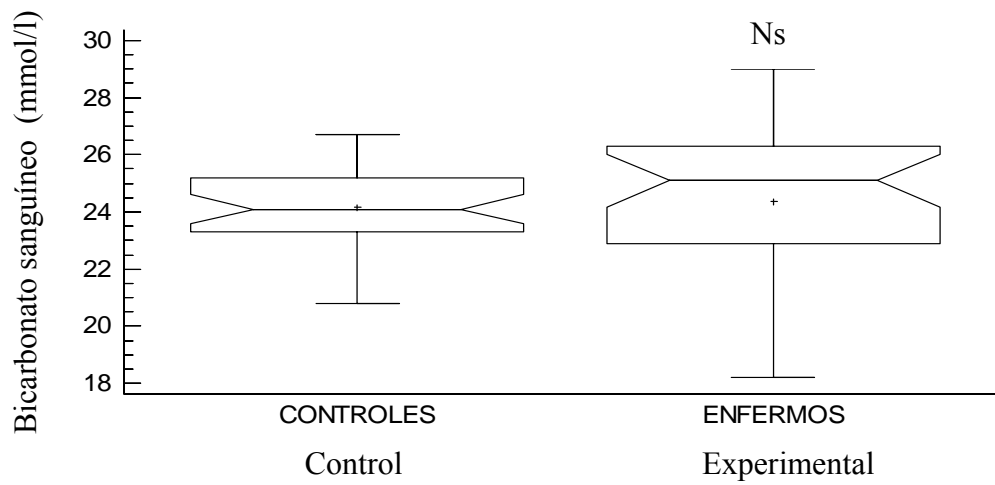 Bicarbonato sanguíneo (mmol/l)
Ns
30
28
26
24
22
20
18
CONTROLES ENFERMOS
Control Experimental